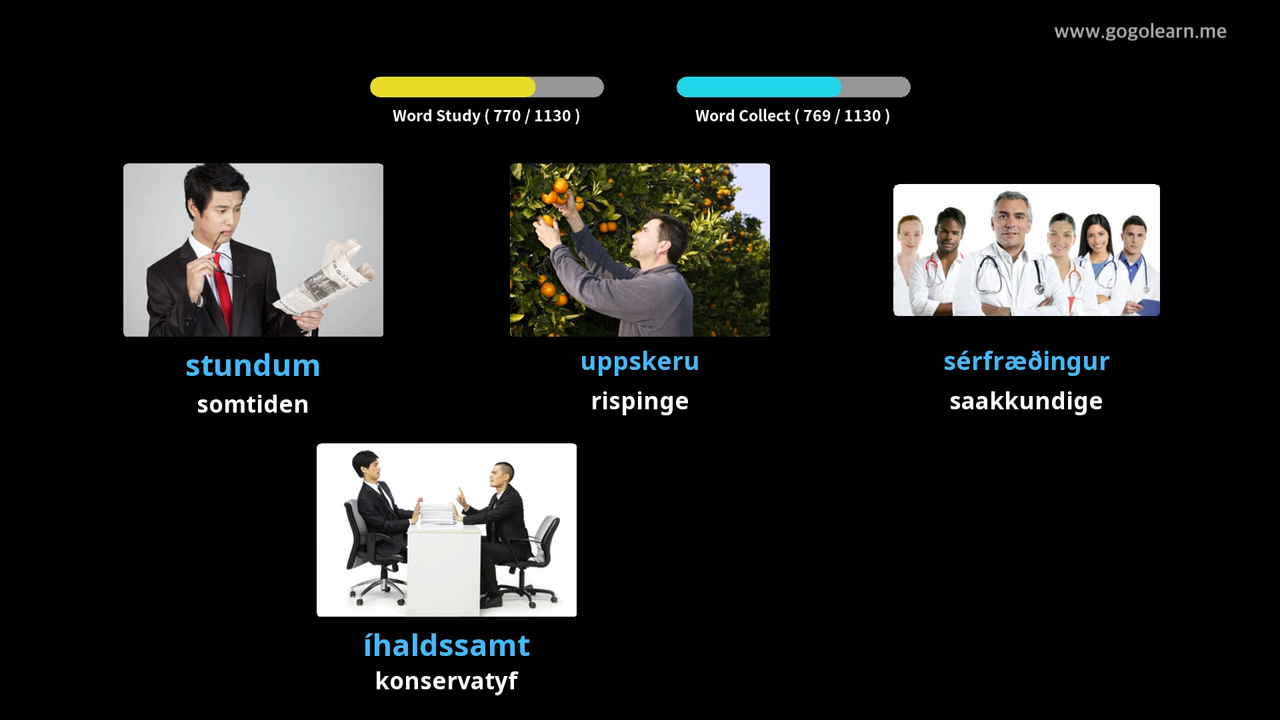 www.gogolearn.me
Word Study ( 770 / 1130 )
Word Collect ( 769 / 1130 )
stundum
somtiden
uppskeru
rispinge
sérfræðingur
saakkundige
íhaldssamt
konservatyf